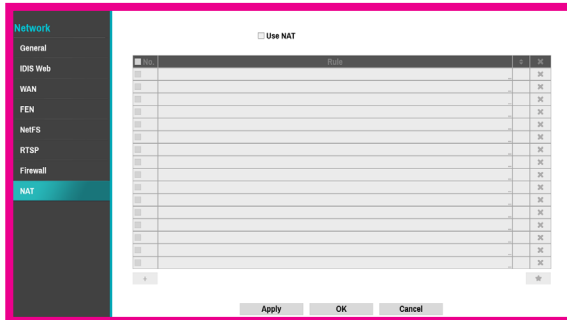 Network
General
IDIS Web
WAN
FEN
NetFS
RTSP
Firewall
NAT
Use NAT
No. Rule
Apply OK Cancel